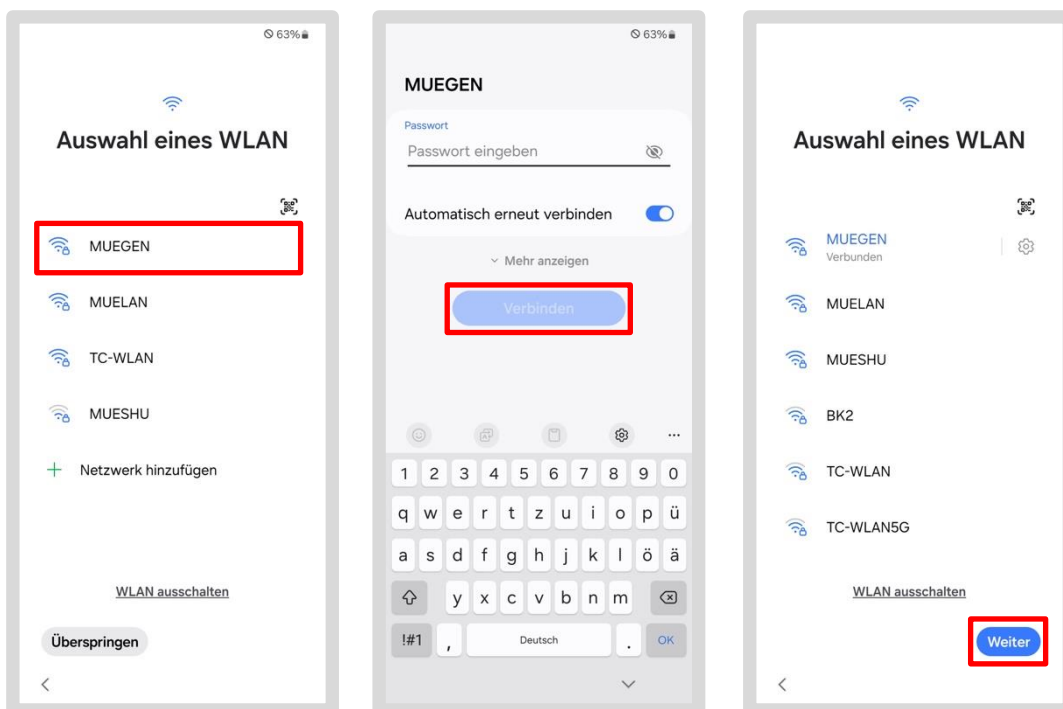 63%
Auswahl eines WLAN
MUEGEN
MUELAN
TC-WLAN
MUESHU
Netzwerk hinzufügen
WLAN ausschalten
Überspringen
63%
MUEGEN
Passwort
Passwort eingeben
Automatisch erneut verbinden
Mehr anzeigen
Verbinden
1 2 3 4 5 6 7 8 9 0
q w e r t z u i o p ü
a s d f g h j k l ö ä
y x c v b n m
!#1 , Deutsch . OK
Auswahl eines WLAN
MUEGEN
Verbunden
MUELAN
MUESHU
BK2
TC-WLAN
TC-WLAN5G
WLAN ausschalten
Weiter